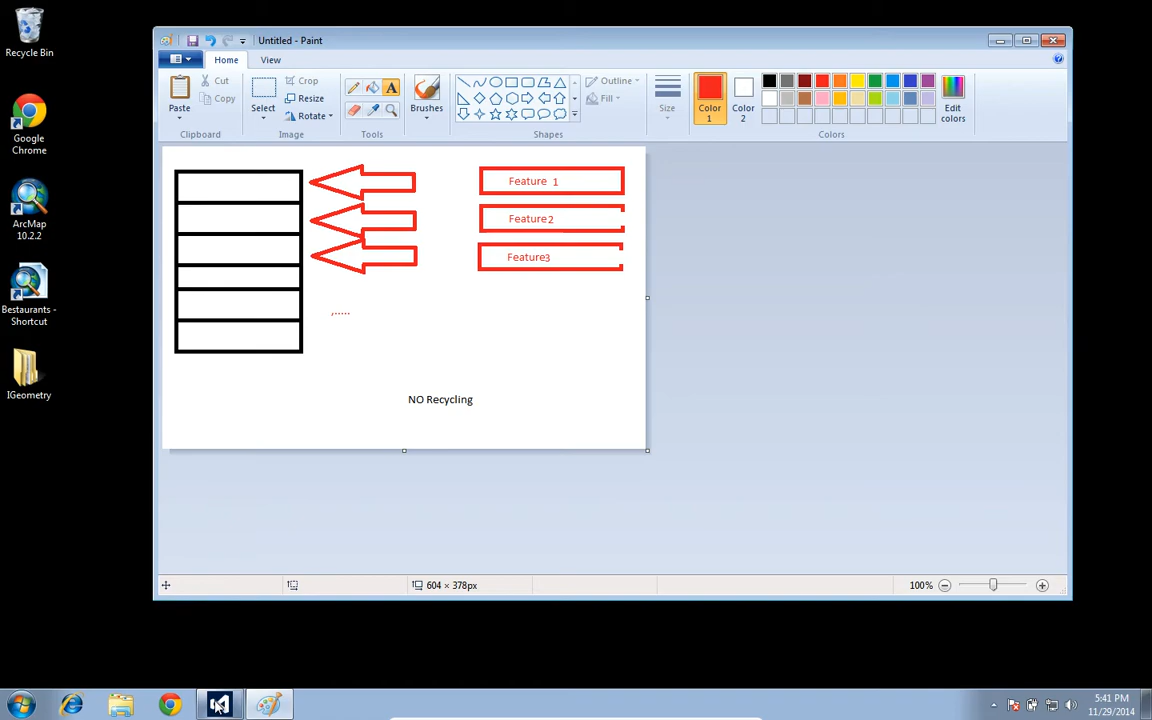 Recycle Bin
Google
Chrome
ArcMap
10.2.2
Bestaurants -
Shortcut
IGeometry
Untitled - Paint
Home
View
Paste
Cut
Copy
Clipboard
Select
Crop
Resize
Rotate
Image
A
Tools
Brushes
Outline
Fill
Shapes
Size
Color
1
Color
2
Edit
colors
Colors
Feature 1
Feature2
Feature3
,.....
NO Recycling
604 × 378px
100%
5:41 PM
11/29/2014